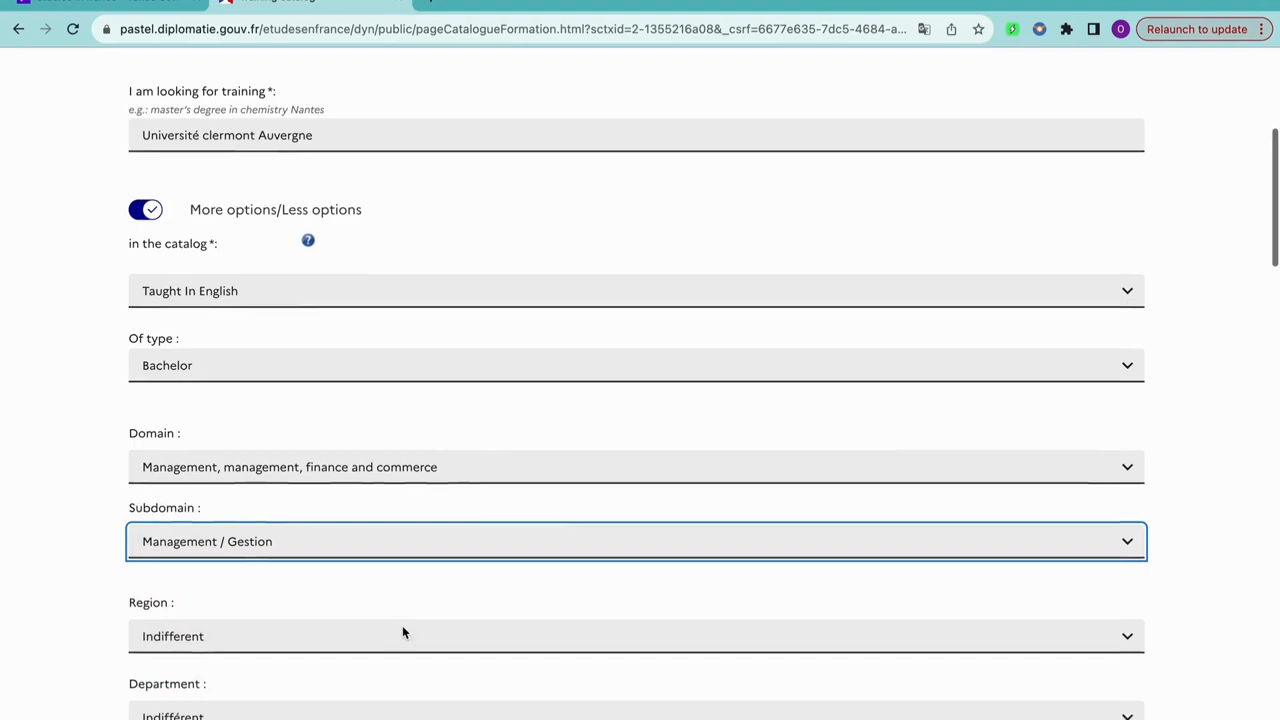 pastel.diplomatie.gouv.fr/etudesenfrance/dyn/public/pageCatalogueFormation.html?sctxid=2-1355216a08&_csrf=6677e635-7dc5-4684-a...
O
Relaunch to update
I am looking for training*:
e.g.: master's degree in chemistry Nantes
Université clermont Auvergne
More options/Less options
in the catalog*:
?
Taught In English
Of type :
Bachelor
Domain :
Management, management, finance and commerce
Subdomain :
Management / Gestion
Region :
Indifferent
Department :
Indifférent